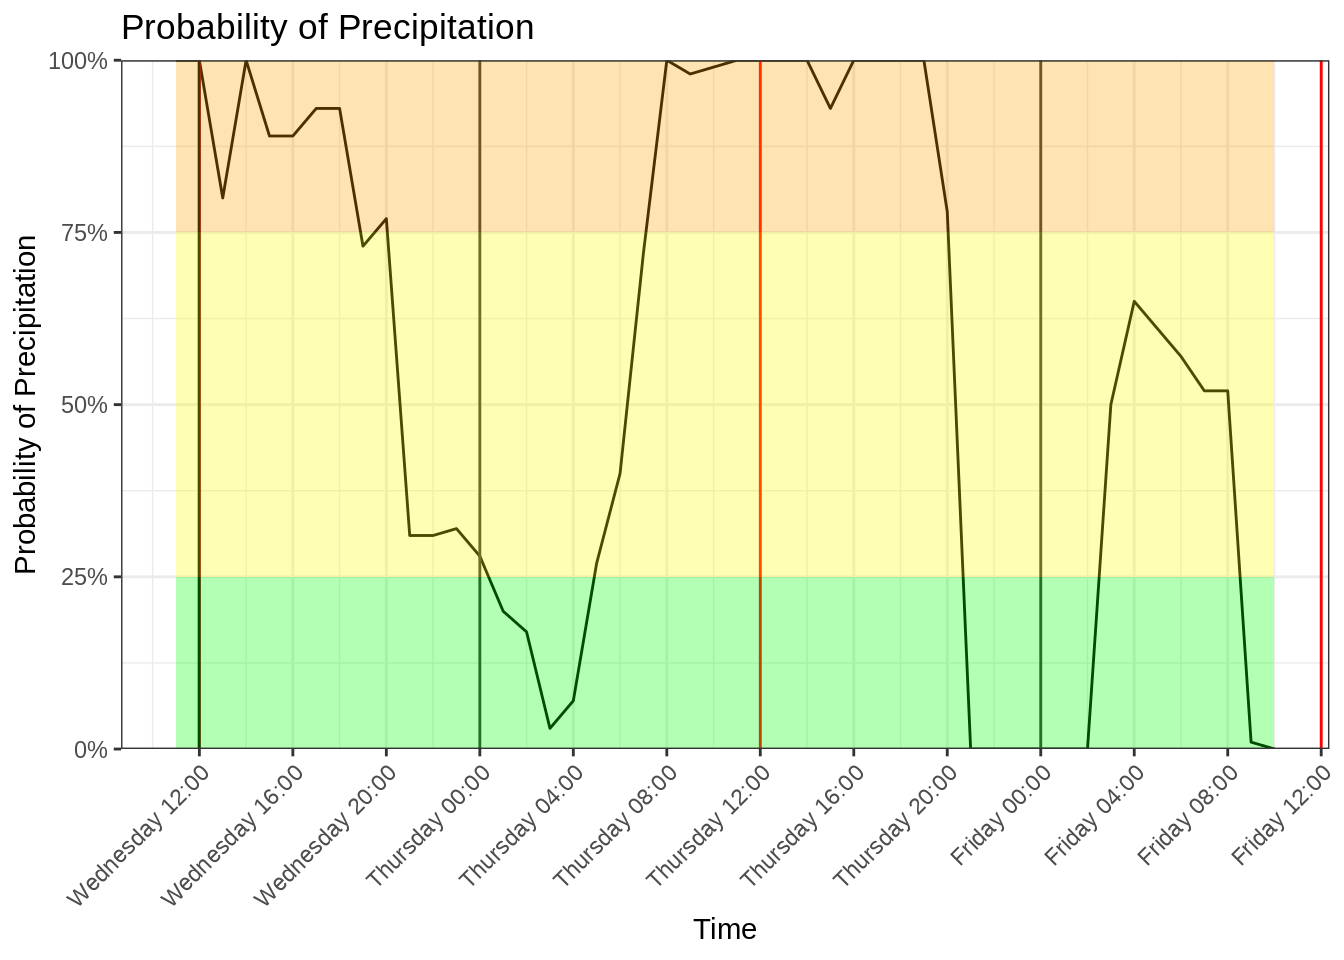 Probability of Precipitation
Probability of Precipitation
100%
75%
50%
25%
0%
Wednesday 12:00
Wednesday 16:00
Wednesday 20:00
Thursday 00:00
Thursday 04:00
Thursday 08:00
Thursday 12:00
Thursday 16:00
Thursday 20:00
Friday 00:00
Friday 04:00
Friday 08:00
Friday 12:00
Time